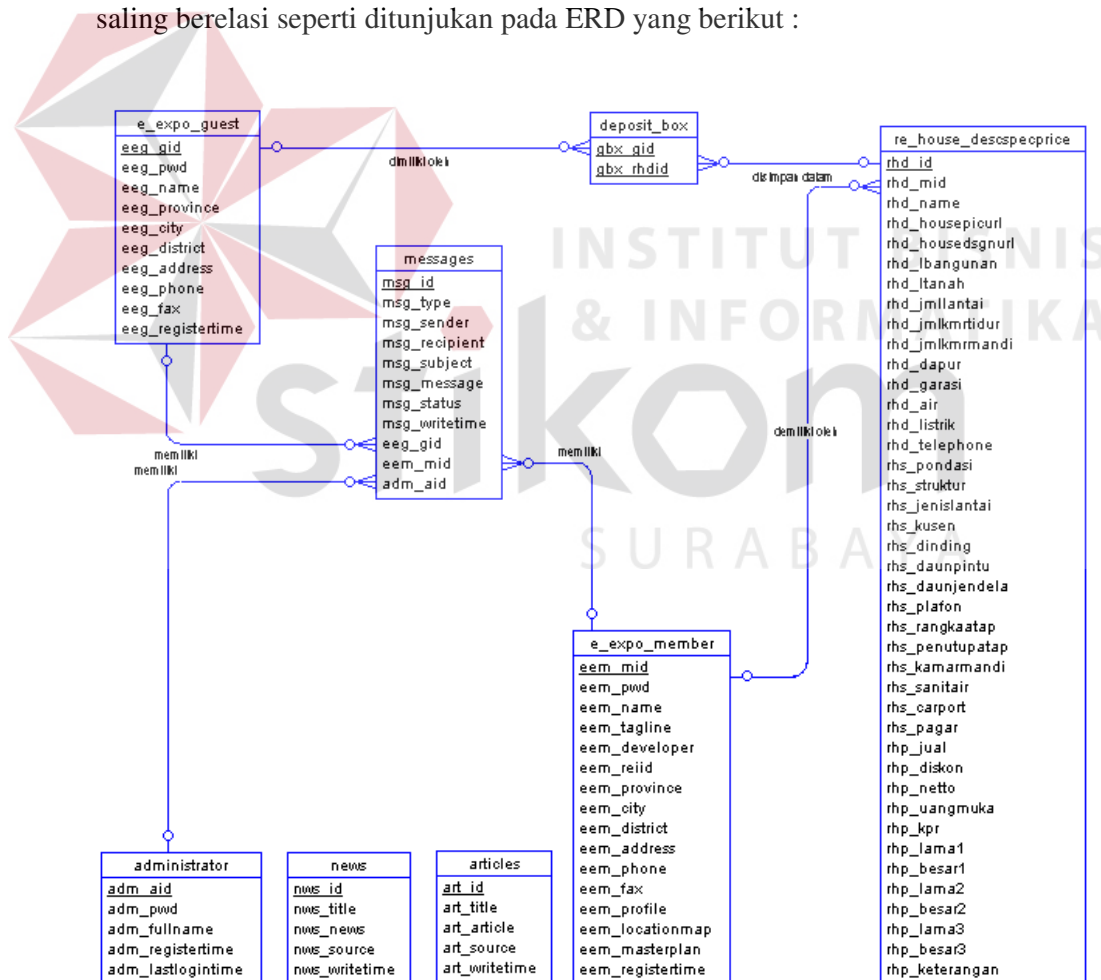 saling berelasi seperti ditunjukan pada ERD yang berikut :
e_expo_guest
eeg_gid
eeg_pwd
eeg_name
eeg_province
eeg_city
eeg_district
eeg_address
eeg_phone
eeg_fax
eeg_registertime
dimiliki oleh
deposit_box
gbx_gid
gbx_rhdid
disimpan dalam
messages
msg_id
msg_type
msg_sender
msg_recipient
msg_subject
msg_message
msg_status
msg_writetime
eeg_gid
eem_mid
adm_aid
memiliki
memiliki
memiliki
demiliki oleh
re_house_descspecprice
rhd_id
rhd_mid
rhd_name
rhd_housepicurl
rhd_housedsgnurl
rhd_lbangunan
rhd_ltanah
rhd_jmllantai
rhd_jmlkmrtidur
rhd_jmlkmrmandi
rhd_dapur
rhd_garasi
rhd_air
rhd_listrik
rhd_telephone
rhs_pondasi
rhs_struktur
rhs_jenislantai
rhs_kusen
rhs_dinding
rhs_daunpintu
rhs_daunjendela
rhs_plafon
rhs_rangkaatap
rhs_penutupatap
rhs_kamarmandi
rhs_sanitair
rhs_carport
rhs_pagar
rhp_jual
rhp_diskon
rhp_netto
rhp_uangmuka
rhp_kpr
rhp_lama1
rhp_besar1
rhp_lama2
rhp_besar2
rhp_lama3
rhp_besar3
rhp_keterangan
e_expo_member
eem_mid
eem_pwd
eem_name
eem_tagline
eem_developer
eem_reiid
eem_province
eem_city
eem_district
eem_address
eem_phone
eem_fax
eem_profile
eem_locationmap
eem_masterplan
eem_registertime
administrator
adm_aid
adm_pwd
adm_fullname
adm_registertime
adm_lastlogintime
news
nws_id
nws_title
nws_news
nws_source
nws_writetime
articles
art_id
art_title
art_article
art_source
art_writetime
INSTITUT BISNIS
& INFORMATIKA
stikom
SURABAYA